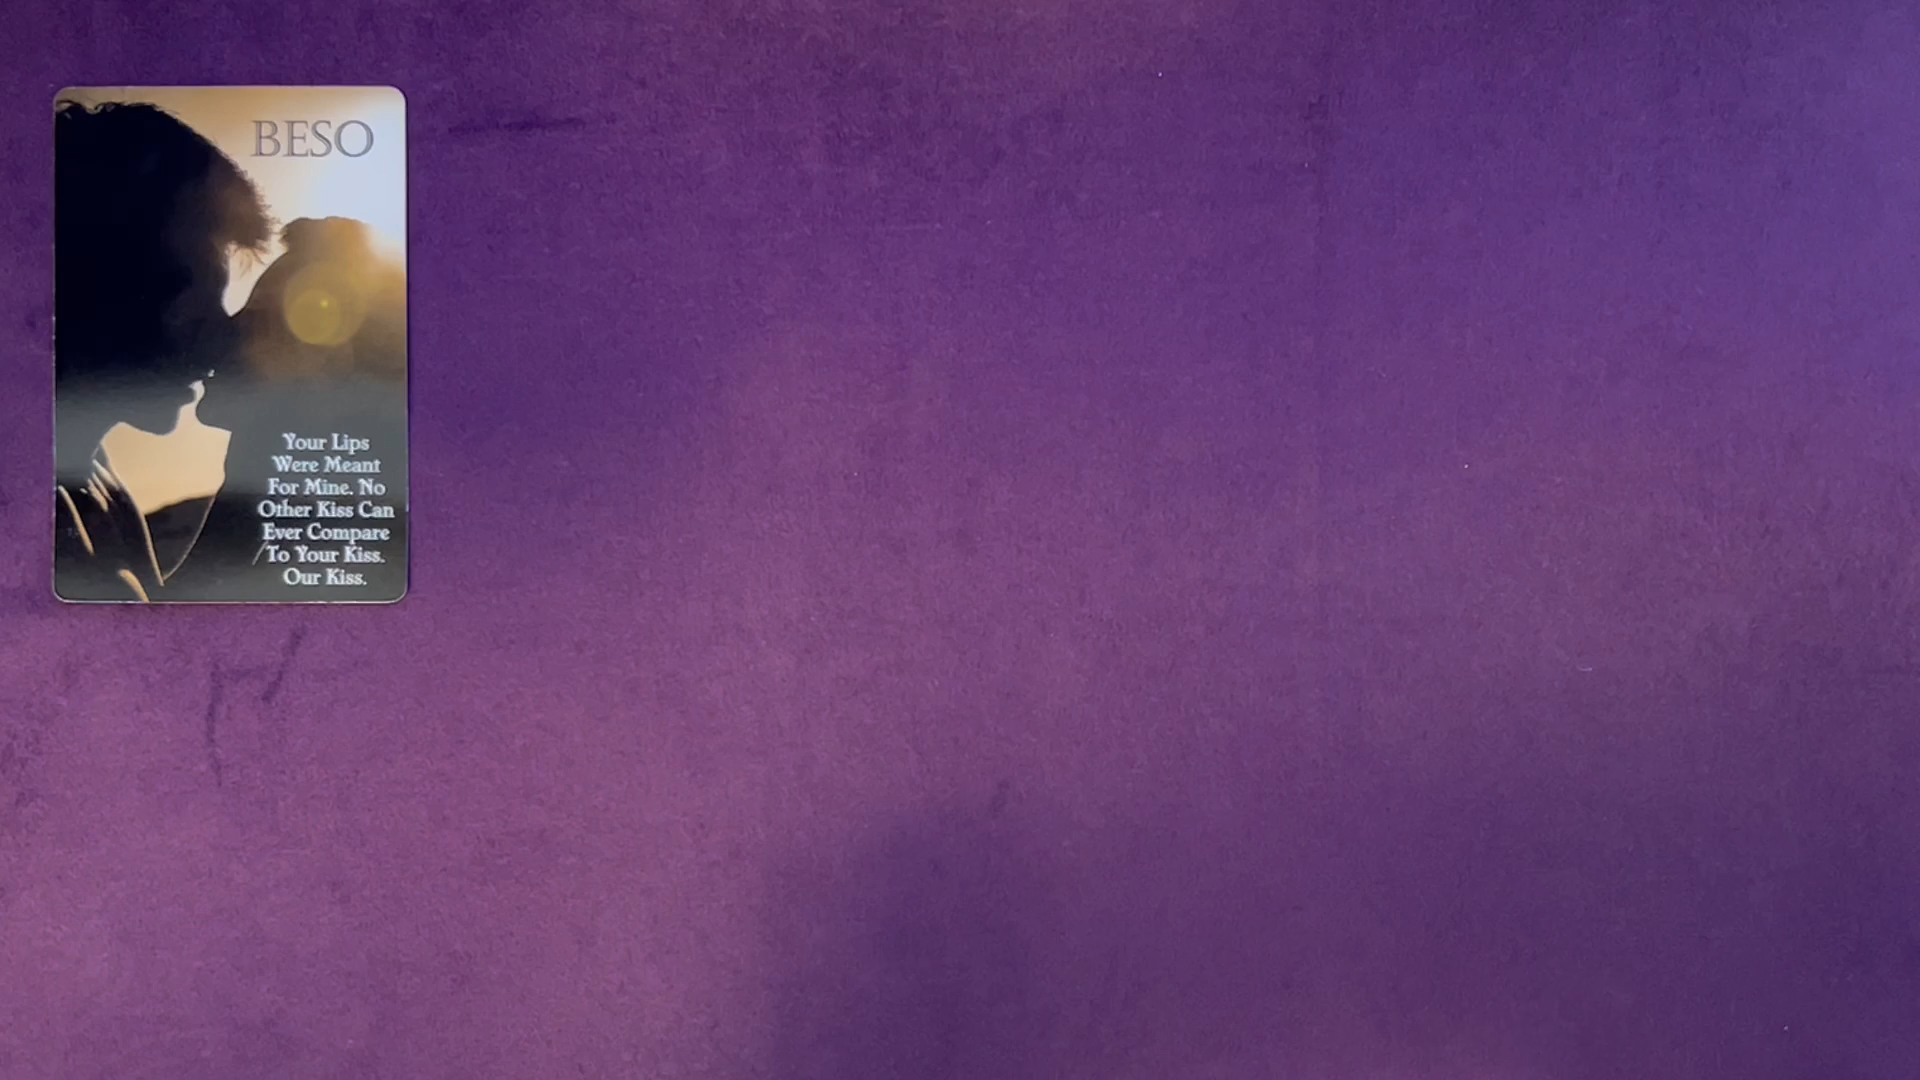 BESO
Your Lips
Were Meant
For Mine. No
Other Kiss Can
Ever Compare
To Your Kiss.
Our Kiss.